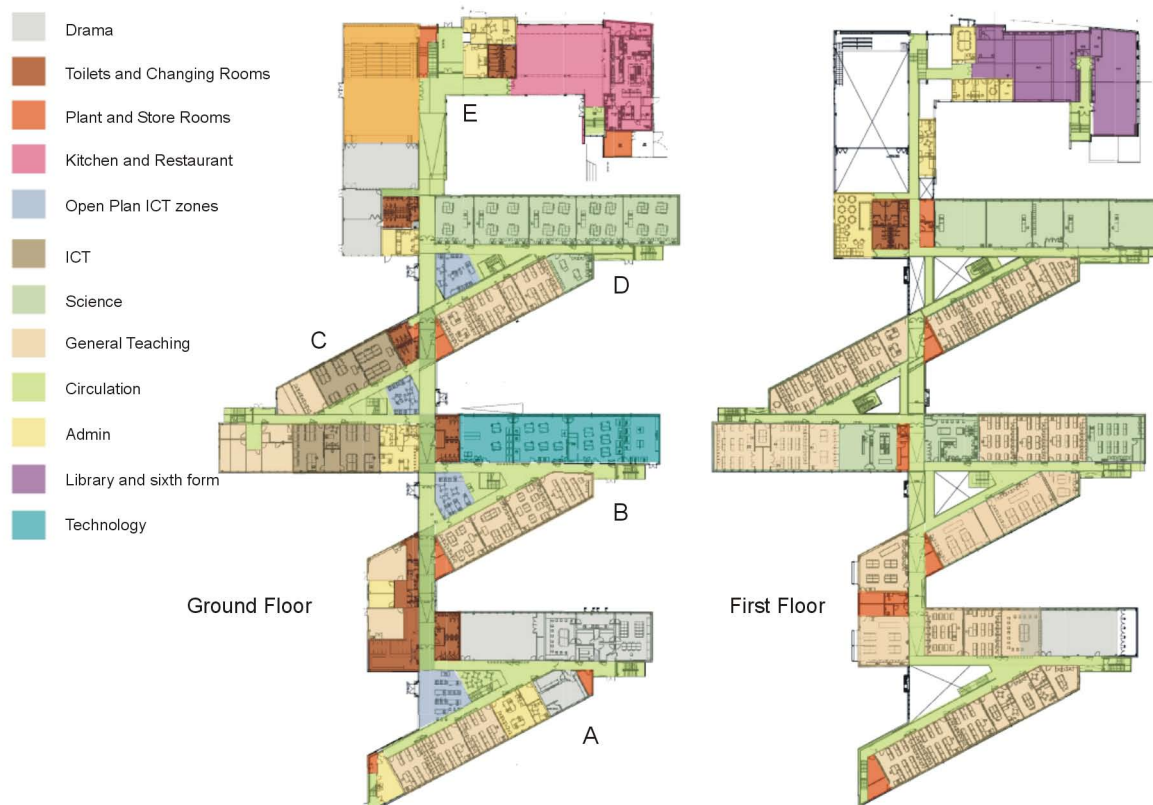 Drama
Toilets and Changing Rooms
Plant and Store Rooms
Kitchen and Restaurant
Open Plan ICT zones
ICT
Science
General Teaching
Circulation
Admin
Library and sixth form
Technology
E
D
C
B
Ground Floor
First Floor
A